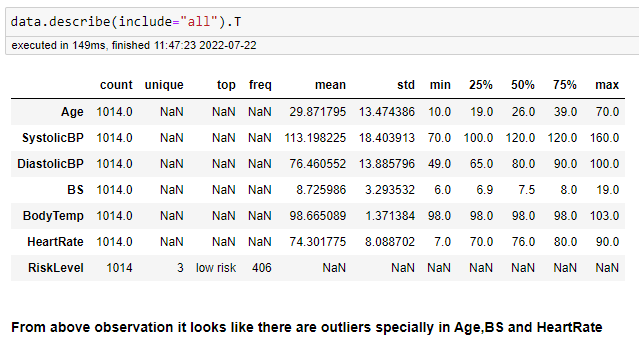 data.describe(include="all").T
executed in 149ms, finished 11:47:23 2022-07-22
count unique top freq mean std min 25% 50% 75% max
Age 1014.0 NaN NaN NaN 29.871795 13.474386 10.0 19.0 26.0 39.0 70.0
SystolicBP 1014.0 NaN NaN NaN 113.198225 18.403913 70.0 100.0 120.0 120.0 160.0
DiastolicBP 1014.0 NaN NaN NaN 76.460552 13.885796 49.0 65.0 80.0 90.0 100.0
BS 1014.0 NaN NaN NaN 8.725986 3.293532 6.0 6.9 7.5 8.0 19.0
BodyTemp 1014.0 NaN NaN NaN 98.665089 1.371384 98.0 98.0 98.0 98.0 103.0
HeartRate 1014.0 NaN NaN NaN 74.301775 8.088702 7.0 70.0 76.0 80.0 90.0
RiskLevel 1014 3 low risk 406 NaN NaN NaN NaN NaN NaN NaN
From above observation it looks like there are outliers specially in Age,BS and HeartRate